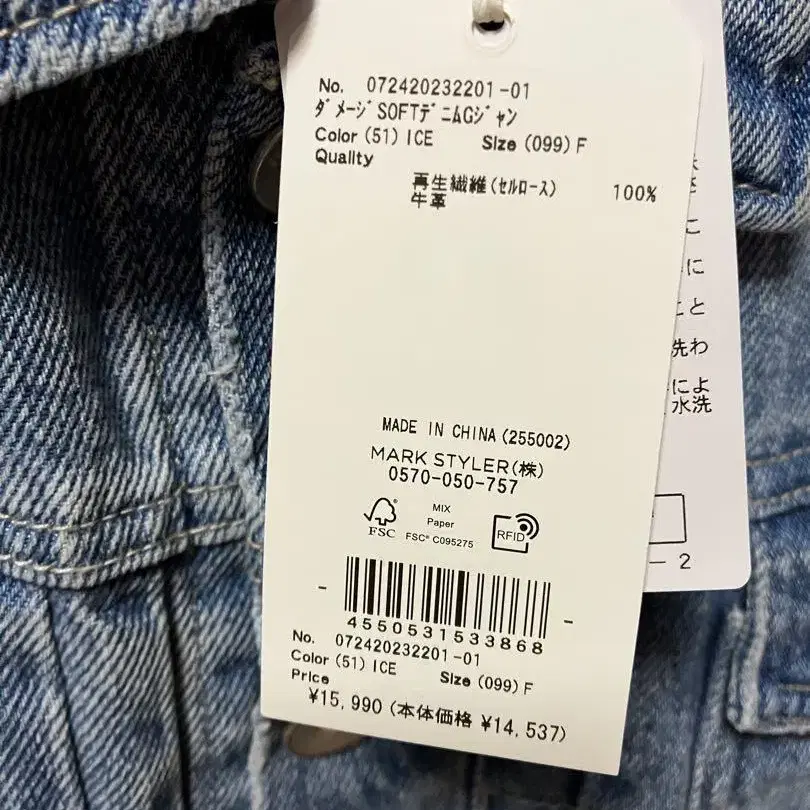 No. 072420232201-01
ﾀﾞﾒｰｼﾞSOFTﾃﾞﾆﾑGｼﾞｬﾝ
Color (51) ICE Size (099) F
Quality
再生繊維(ｾﾙﾛｰｽ) 100%
牛革
MADE IN CHINA (255002)
MARK STYLER(株)
0570-050-757
FSC
MIX
Paper
FSC® C095275
RFID
4550531533868
No. 072420232201-01
Color (51) ICE Size (099) F
Price
¥15,990 (本体価格 ¥14,537)
こ
に
こと
洗わ
によ
水洗
－2